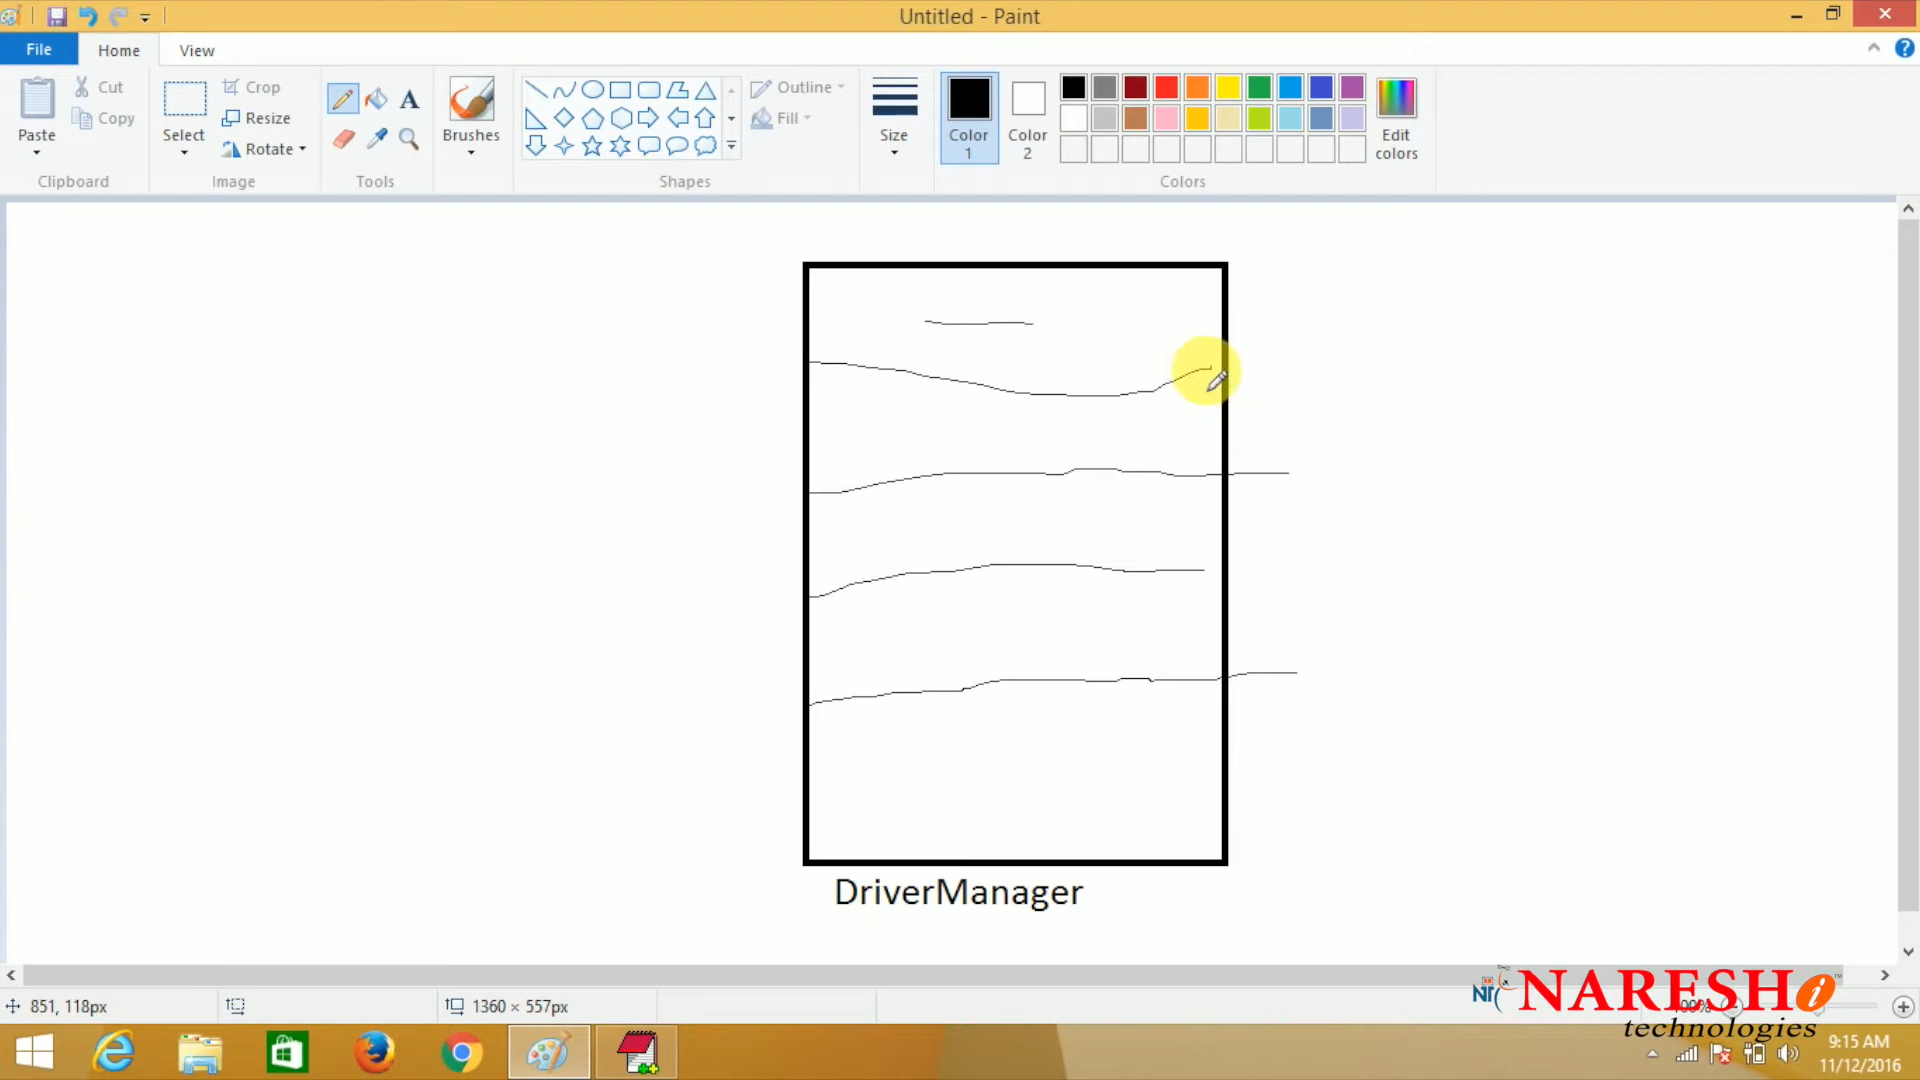 Untitled - Paint
File Home View
Paste Cut Copy Clipboard
Select Crop Resize Rotate Image
Tools
Brushes
Shapes
Outline Fill
Size
Color 1
Color 2
Edit colors
Colors
DriverManager
851, 118px
1360 × 557px
100%
NARESH i
technologies
9:15 AM
11/12/2016